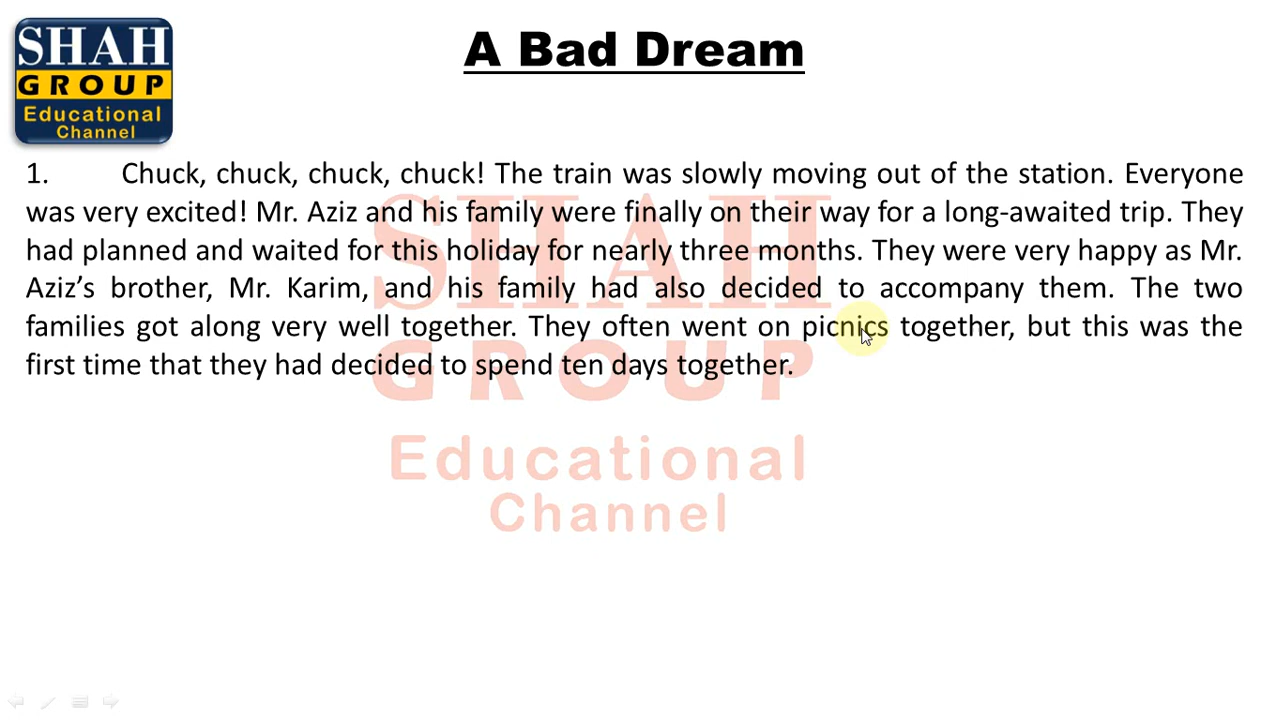 SHAH
GROUP
Educational
Channel
A Bad Dream
1. Chuck, chuck, chuck, chuck! The train was slowly moving out of the station. Everyone
was very excited! Mr. Aziz and his family were finally on their way for a long-awaited trip. They
had planned and waited for this holiday for nearly three months. They were very happy as Mr.
Aziz’s brother, Mr. Karim, and his family had also decided to accompany them. The two
families got along very well together. They often went on picnics together, but this was the
first time that they had decided to spend ten days together.
SHAH
GROUP
Educational
Channel